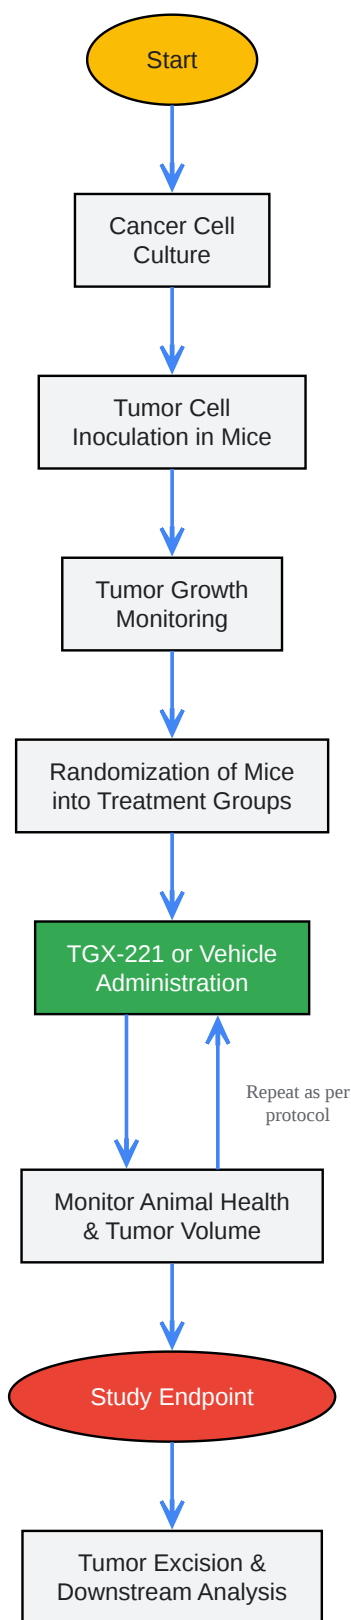 Start
Cancer Cell
Culture
Tumor Cell
Inoculation in Mice
Tumor Growth
Monitoring
Randomization of Mice
into Treatment Groups
TGX-221 or Vehicle
Administration
Repeat as per
protocol
Monitor Animal Health
& Tumor Volume
Study Endpoint
Tumor Excision &
Downstream Analysis